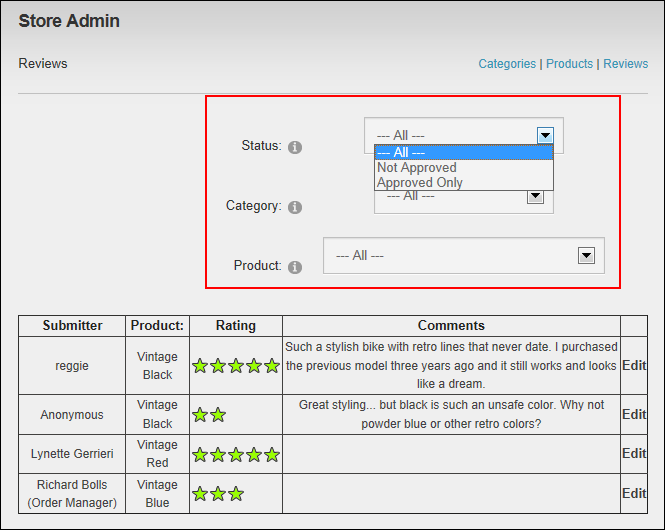 Store Admin
Reviews Categories | Products | Reviews
Status: --- All ---
--- All ---
Not Approved
Approved Only
Category: --- All ---
Product: --- All ---
Submitter Product: Rating Comments
reggie Vintage Black Such a stylish bike with retro lines that never date. I purchased the previous model three years ago and it still works and looks like a dream. Edit
Anonymous Vintage Black Great styling... but black is such an unsafe color. Why not powder blue or other retro colors? Edit
Lynette Gerrieri Vintage Red Edit
Richard Bolls (Order Manager) Vintage Blue Edit